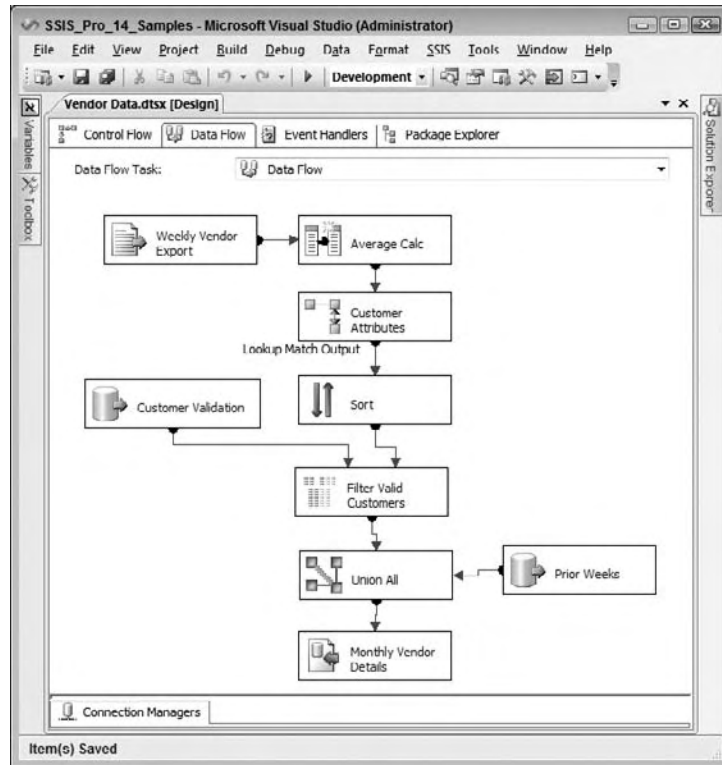 SSIS_Pro_14_Samples - Microsoft Visual Studio (Administrator)
File Edit View Project Build Debug Data Format SSIS Tools Window Help
Development
Vendor Data.dtsx [Design]
Variables
Toolbox
Solution Explorer
Control Flow Data Flow Event Handlers Package Explorer
Data Flow Task: Data Flow
Weekly Vendor
Export
Average Calc
Customer
Attributes
Lookup Match Output
Customer Validation
Sort
Filter Valid
Customers
Union All
Prior Weeks
Monthly Vendor
Details
Connection Managers
Item(s) Saved